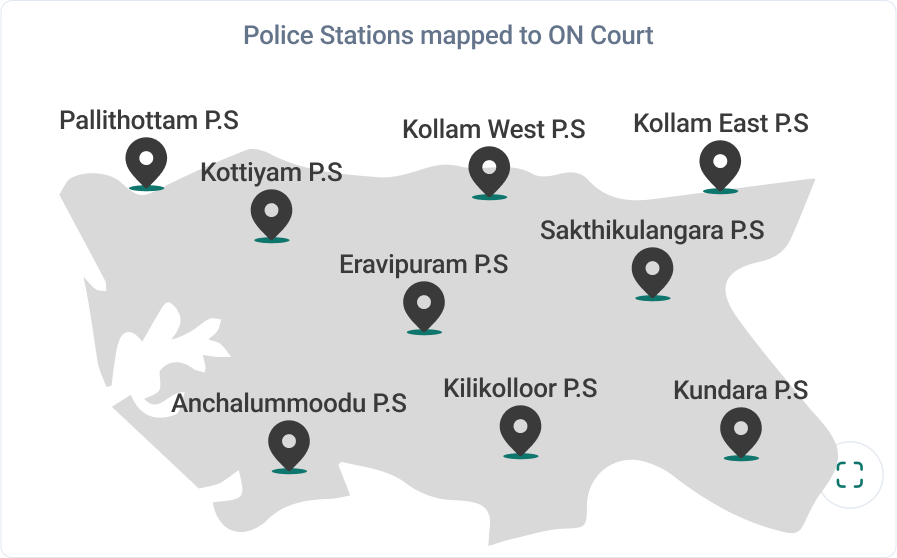 Police Stations mapped to ON Court
Pallithottam P.S
Kollam West P.S
Kollam East P.S
Kottiyam P.S
Sakthikulangara P.S
Eravipuram P.S
Anchalummoodu P.S
Kilikolloor P.S
Kundara P.S